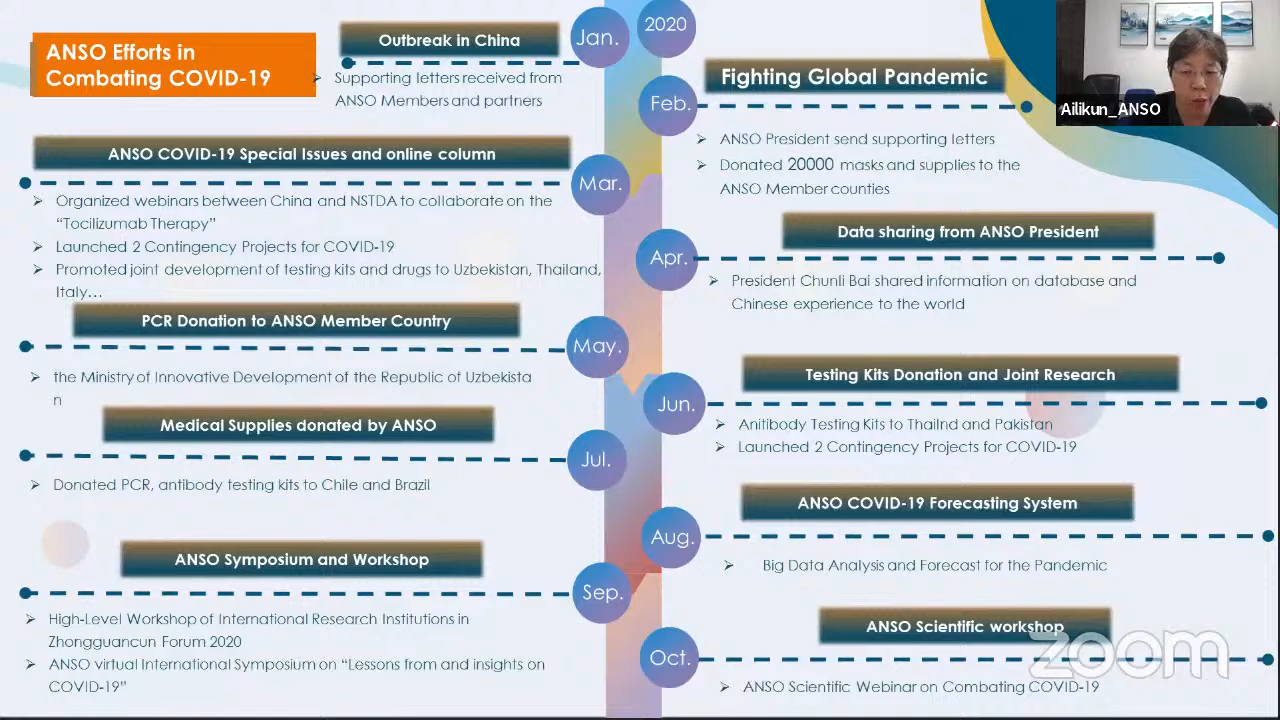 ANSO Efforts in
Combating COVID-19
Outbreak in China
Jan.
2020
Supporting letters received from
ANSO Members and partners
Fighting Global Pandemic
Feb.
Ailikun_ANSO
ANSO President send supporting letters
Donated 20000 masks and supplies to the
ANSO Member counties
ANSO COVID-19 Special Issues and online column
Mar.
Organized webinars between China and NSTDA to collaborate on the
“Tocilizumab Therapy”
Launched 2 Contingency Projects for COVID-19
Promoted joint development of testing kits and drugs to Uzbekistan, Thailand,
Italy…
Data sharing from ANSO President
Apr.
President Chunli Bai shared information on database and
Chinese experience to the world
PCR Donation to ANSO Member Country
May.
the Ministry of Innovative Development of the Republic of Uzbekista
n
Testing Kits Donation and Joint Research
Jun.
Anitibody Testing Kits to Thailnd and Pakistan
Launched 2 Contingency Projects for COVID-19
Medical Supplies donated by ANSO
Jul.
Donated PCR, antibody testing kits to Chile and Brazil
ANSO COVID-19 Forecasting System
Aug.
Big Data Analysis and Forecast for the Pandemic
ANSO Symposium and Workshop
Sep.
High-Level Workshop of International Research Institutions in
Zhongguancun Forum 2020
ANSO virtual International Symposium on “Lessons from and insights on
COVID-19”
ANSO Scientific workshop
Oct.
ANSO Scientific Webinar on Combating COVID-19
zoom